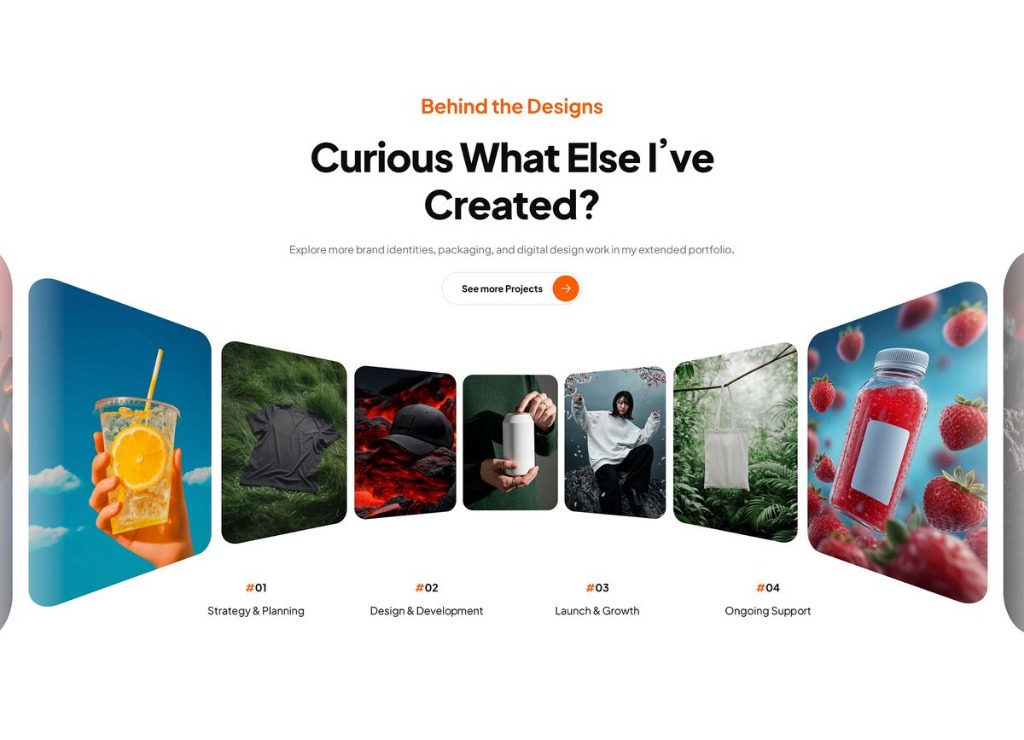 Behind the Designs
Curious What Else I’ve
Created?
Explore more brand identities, packaging, and digital design work in my extended portfolio.
See more Projects
#01
Strategy & Planning
#02
Design & Development
#03
Launch & Growth
#04
Ongoing Support